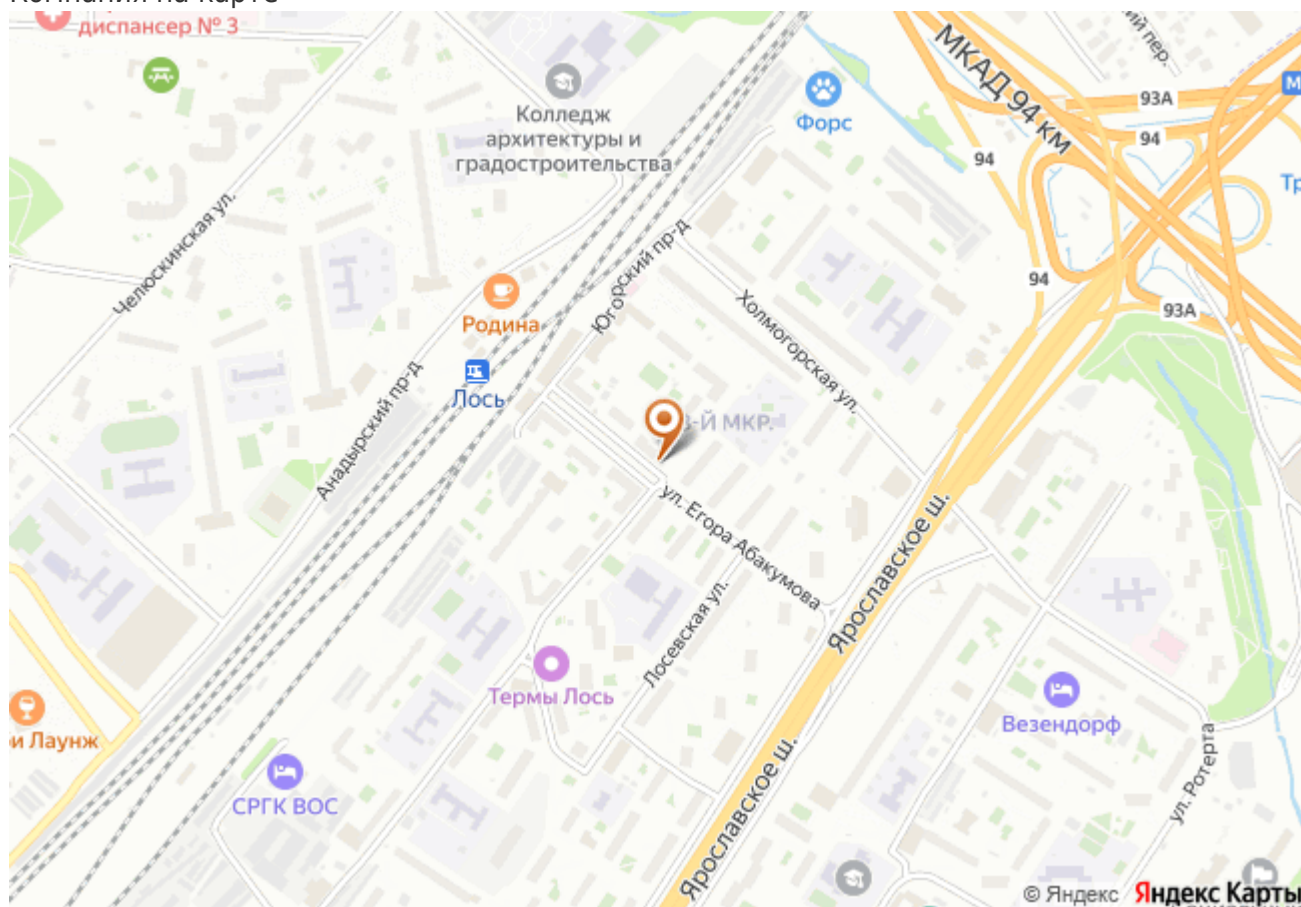 диспансер № 3
Колледж
архитектуры и
градостроительства
Форс
МКАД 94 км
93А
94
94
Челюскинская ул.
Родина
Югорский пр-д
Холмогорская ул.
94
93А
Лось
Анадырский пр-д
3-Й МКР.
ул. Егора Абакумова
Ярославское ш.
Лосевская ул.
Термы Лось
Везендорф
и Лаунж
СРГК ВОС
Ярославское ш.
ул. Ротерта
© Яндекс Яндекс Карты